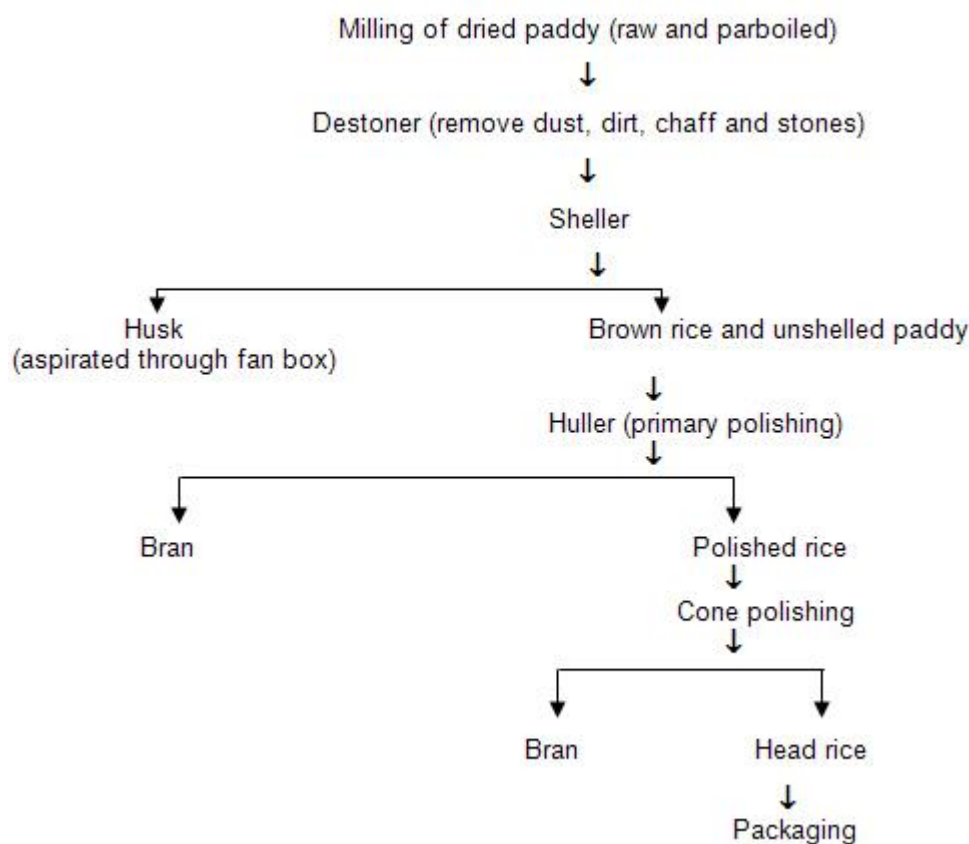 Milling of dried paddy (raw and parboiled)
Destoner (remove dust, dirt, chaff and stones)
Sheller
Husk
(aspirated through fan box)
Brown rice and unshelled paddy
Huller (primary polishing)
Bran
Polished rice
Cone polishing
Bran
Head rice
Packaging